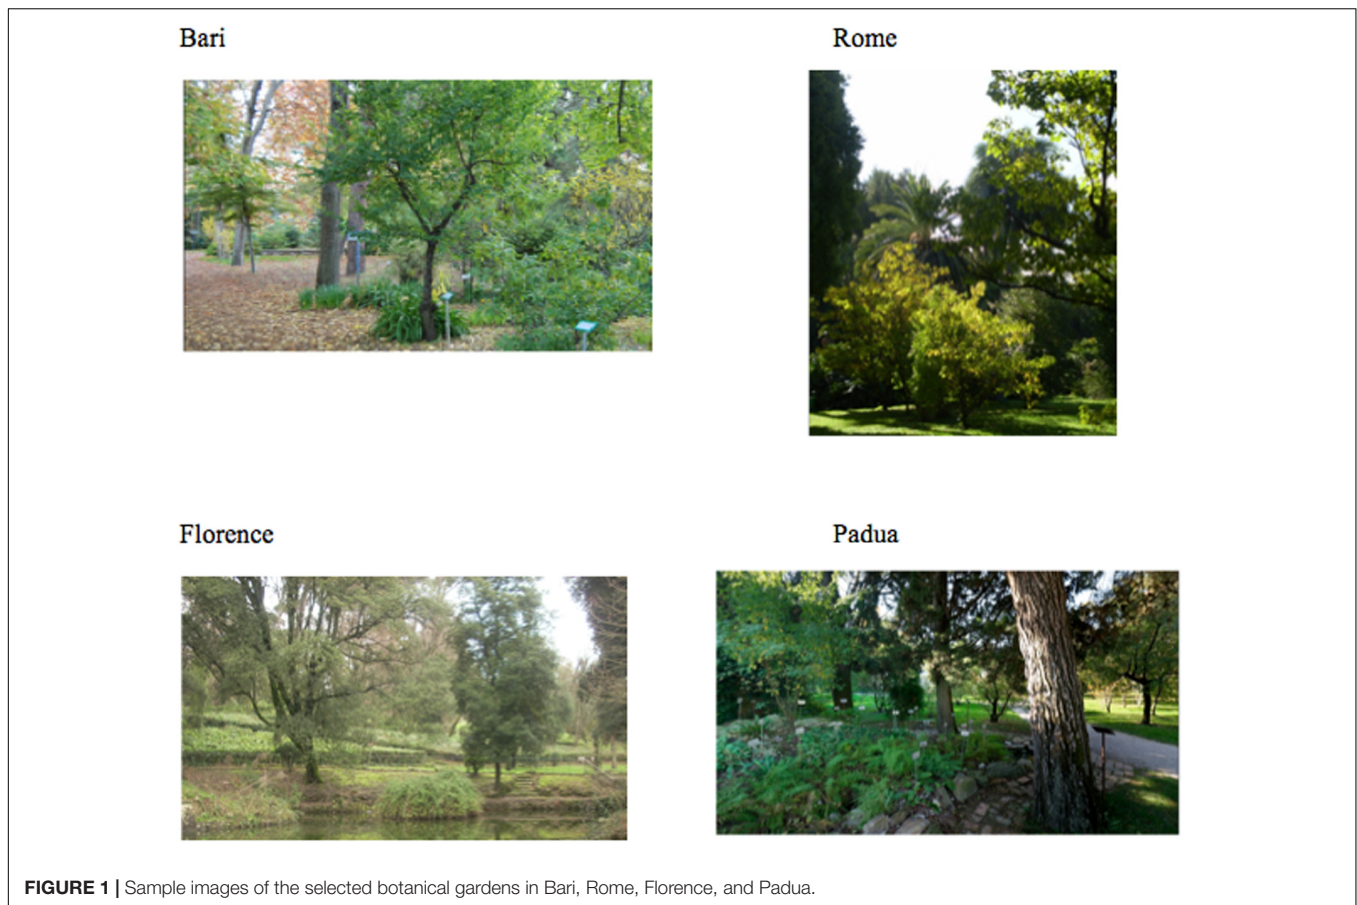 Bari
Rome
Florence
Padua
FIGURE 1 | Sample images of the selected botanical gardens in Bari, Rome, Florence, and Padua.